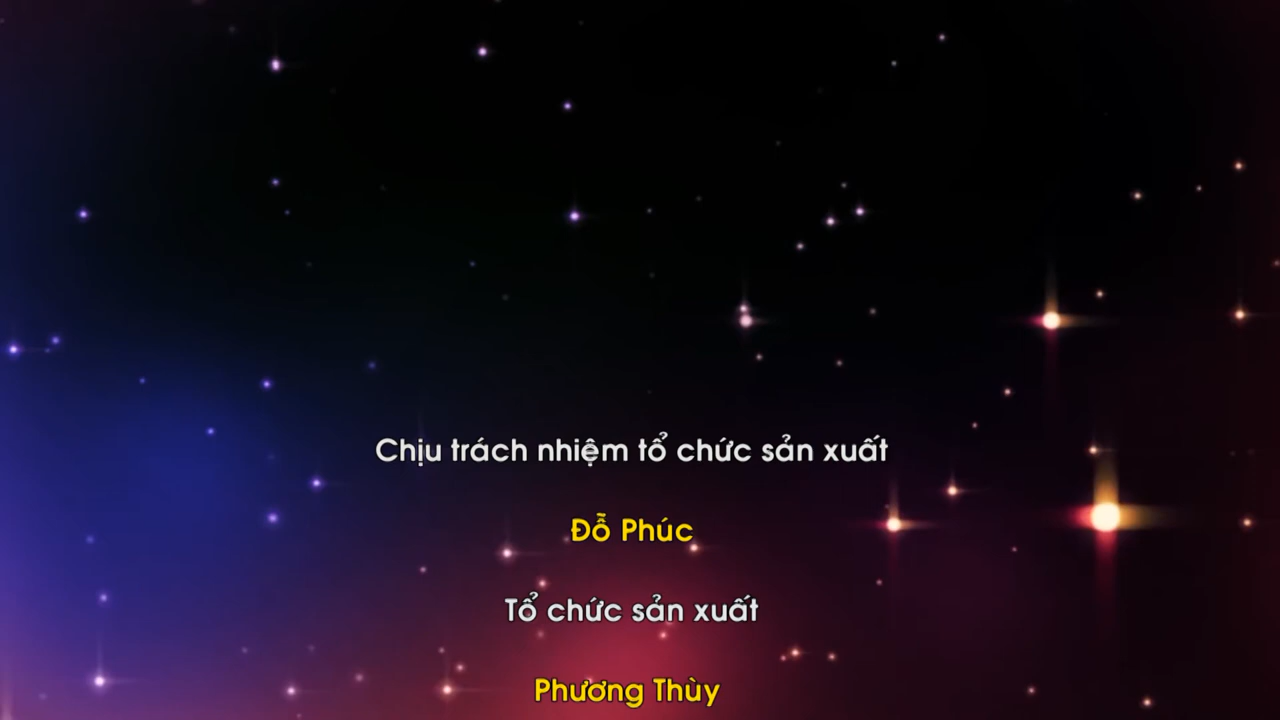 Chịu trách nhiệm tổ chức sản xuất
Đỗ Phúc
Tổ chức sản xuất
Phương Thùy